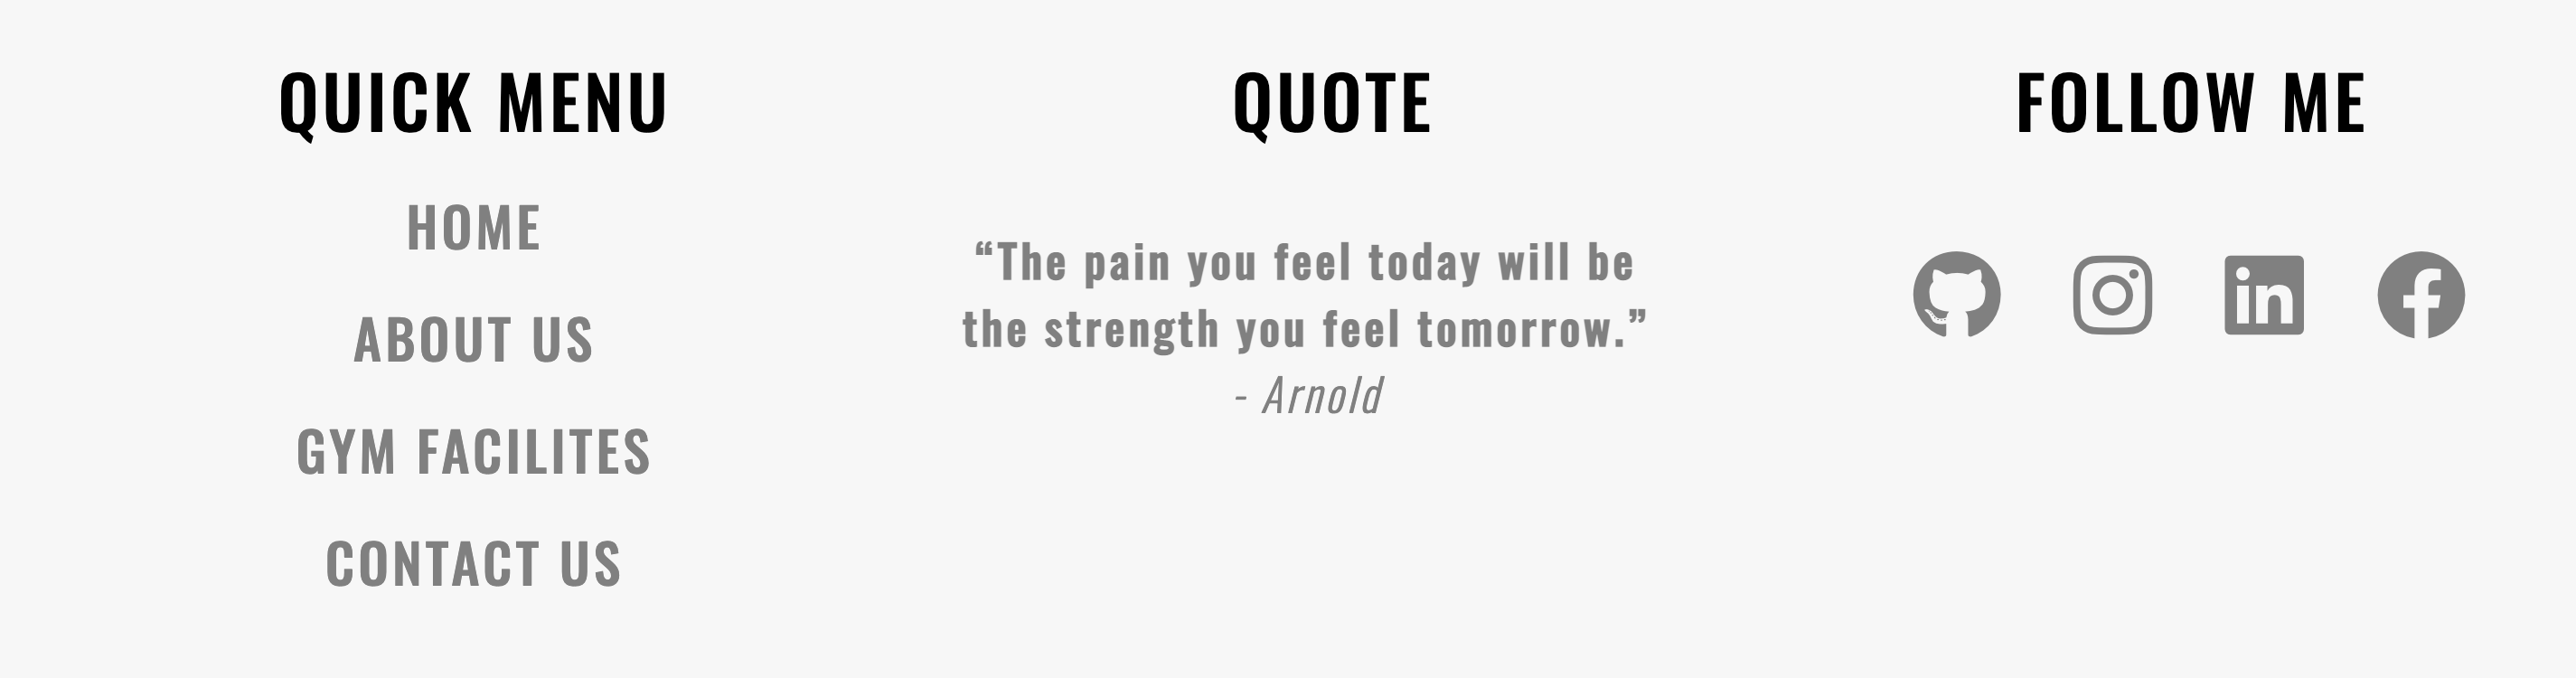 QUICK MENU
HOME
ABOUT US
GYM FACILITES
CONTACT US
QUOTE
“The pain you feel today will be
the strength you feel tomorrow.”
- Arnold
FOLLOW ME
in
f